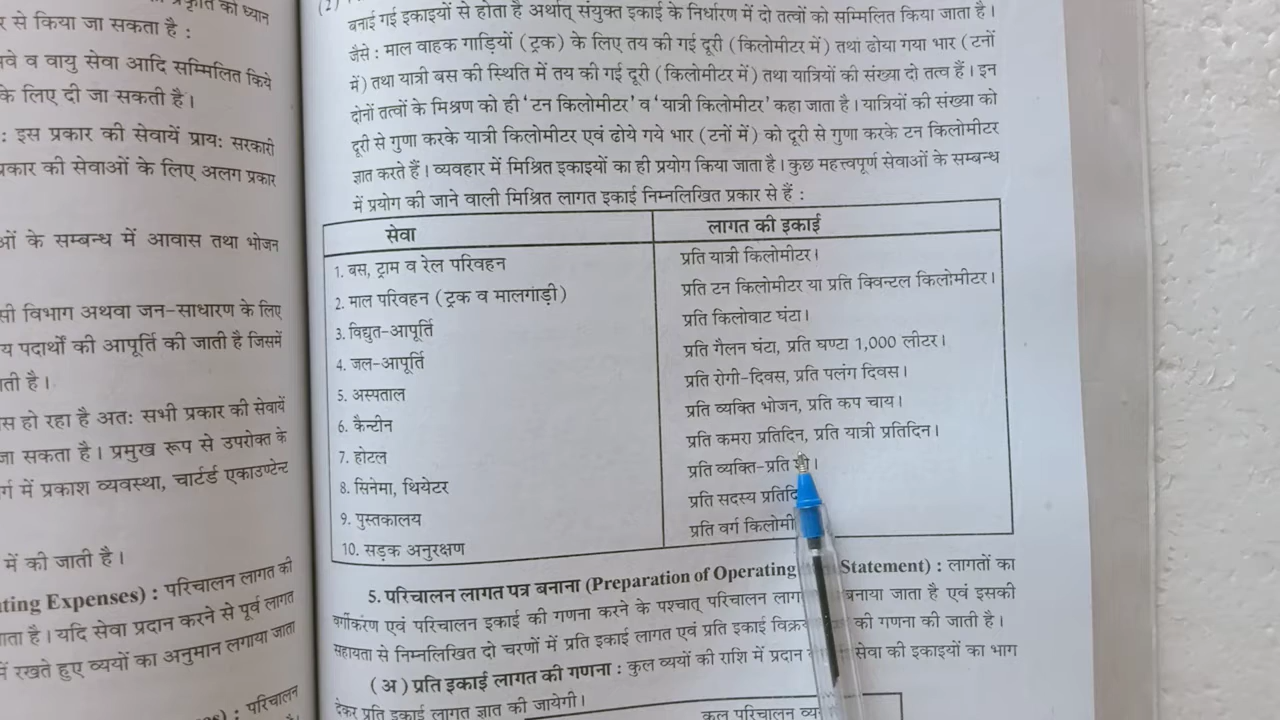 र से किया जा सकता है :
वे व वायु सेवा आदि सम्मिलित किये
के लिए दी जा सकती है।
: इस प्रकार की सेवायें प्राय: सरकारी
प्रकार की सेवाओं के लिए अलग प्रकार
ओं के सम्बन्ध में आवास तथा भोजन
सी विभाग अथवा जन-साधारण के लिए
य पदार्थों की आपूर्ति की जाती है जिसमें
ाती है।
स हो रहा है अत: सभी प्रकार की सेवायें
जा सकता है। प्रमुख रूप से उपरोक्त के
र्ग में प्रकाश व्यवस्था, चार्टर्ड एकाउण्टेन्ट
में की जाती है।
ting Expenses) : परिचालन लागत की
ाता है। यदि सेवा प्रदान करने से पूर्व लागत
में रखते हुए व्ययों का अनुमान लगाया जाता
: परिचालन
बनाई गई इकाइयों से होता है अर्थात् संयुक्त इकाई के निर्धारण में दो तत्वों को सम्मिलित किया जाता है।
जैसे : माल वाहक गाड़ियों (ट्रक) के लिए तय की गई दूरी (किलोमीटर में) तथा ढोया गया भार (टनों
में) तथा यात्री बस की स्थिति में तय की गई दूरी (किलोमीटर में) तथा यात्रियों की संख्या दो तत्व हैं। इन
दोनों तत्वों के मिश्रण को ही 'टन किलोमीटर' व 'यात्री किलोमीटर' कहा जाता है। यात्रियों की संख्या को
दूरी से गुणा करके यात्री किलोमीटर एवं ढोये गये भार (टनों में) को दूरी से गुणा करके टन किलोमीटर
ज्ञात करते हैं। व्यवहार में मिश्रित इकाइयों का ही प्रयोग किया जाता है। कुछ महत्त्वपूर्ण सेवाओं के सम्बन्ध
में प्रयोग की जाने वाली मिश्रित लागत इकाई निम्नलिखित प्रकार से हैं :
सेवा लागत की इकाई
1. बस, ट्राम व रेल परिवहन प्रति यात्री किलोमीटर।
2. माल परिवहन (ट्रक व मालगाड़ी) प्रति टन किलोमीटर या प्रति क्विन्टल किलोमीटर।
3. विद्युत-आपूर्ति प्रति किलोवाट घंटा।
4. जल-आपूर्ति प्रति गैलन घंटा, प्रति घण्टा 1,000 लीटर।
5. अस्पताल प्रति रोगी-दिवस, प्रति पलंग दिवस।
6. कैन्टीन प्रति व्यक्ति भोजन, प्रति कप चाय।
7. होटल प्रति कमरा प्रतिदिन, प्रति यात्री प्रतिदिन।
8. सिनेमा, थियेटर प्रति व्यक्ति-प्रति
9. पुस्तकालय प्रति सदस्य
10. सड़क अनुरक्षण प्रति वर्ग
5. परिचालन लागत पत्र बनाना (Preparation of Operating Statement) : लागतों का
वर्गीकरण एवं परिचालन इकाई की गणना करने के पश्चात् परिचालन बनाया जाता है एवं इसकी
सहायता से निम्नलिखित दो चरणों में प्रति इकाई लागत एवं प्रति इकाई की गणना की जाती है।
(अ) प्रति इकाई लागत की गणना : कुल व्ययों की राशि में प्रदान सेवा की इकाइयों का भाग
देकर प्रति इकाई लागत ज्ञात की जायेगी।
कुल परिचालन